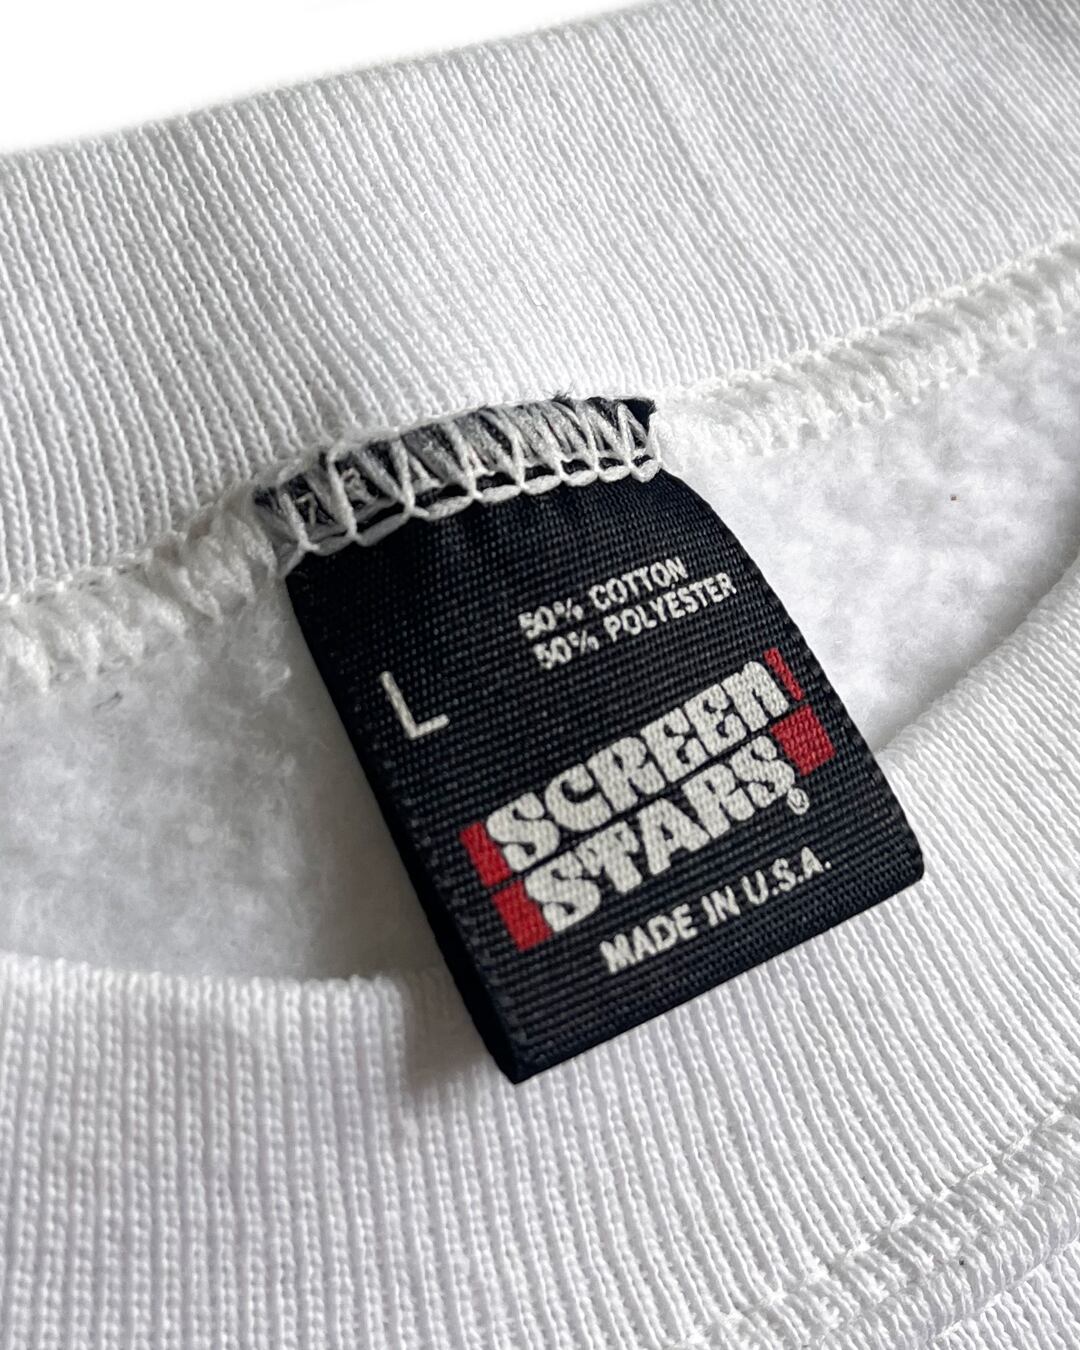 50% COTTON
50% POLYESTER
L
SCREEN
STARS®
MADE IN U.S.A.